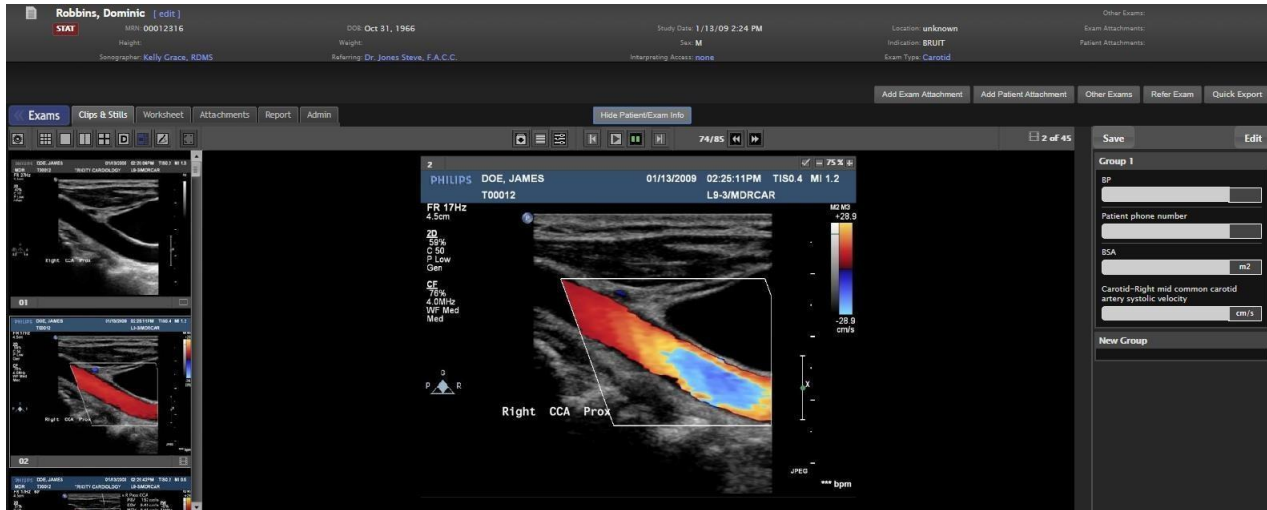 Robbins, Dominic [ edit ]
Other Exams:
STAT MRN: 00012316 DOB: Oct 31, 1966 Study Date: 1/13/09 2:24 PM Location: unknown Exam Attachments:
Height: Weight: Sex: M Indication: BRUIT Patient Attachments:
Sonographer: Kelly Grace, RDMS Referring: Dr. Jones Steve, F.A.C.C. Interpreting Access: none Exam Type: Carotid
Add Exam Attachment Add Patient Attachment Other Exams Refer Exam Quick Export
Exams Clips & Stills Worksheet Attachments Report Admin Hide Patient/Exam Info
D 74/85 2 of 45 Save Edit
DOE, JAMES
01
DOE, JAMES
Right CCA Prox
02
DOE, JAMES
2 75 %
PHILIPS DOE, JAMES 01/13/2009 02:25:11PM TIS0.4 MI 1.2
T00012 L9-3/MDRCAR
FR 17Hz
4.5cm
M2 M3
+28.9
2D
59%
C 50
P Low
Gen
CF
76%
4.0MHz
WF Med
Med
-28.9
cm/s
P R
X
Right CCA Prox
JPEG
*** bpm
Group 1
BP
Patient phone number
BSA
m2
Carotid-Right mid common carotid
artery systolic velocity
cm/s
New Group